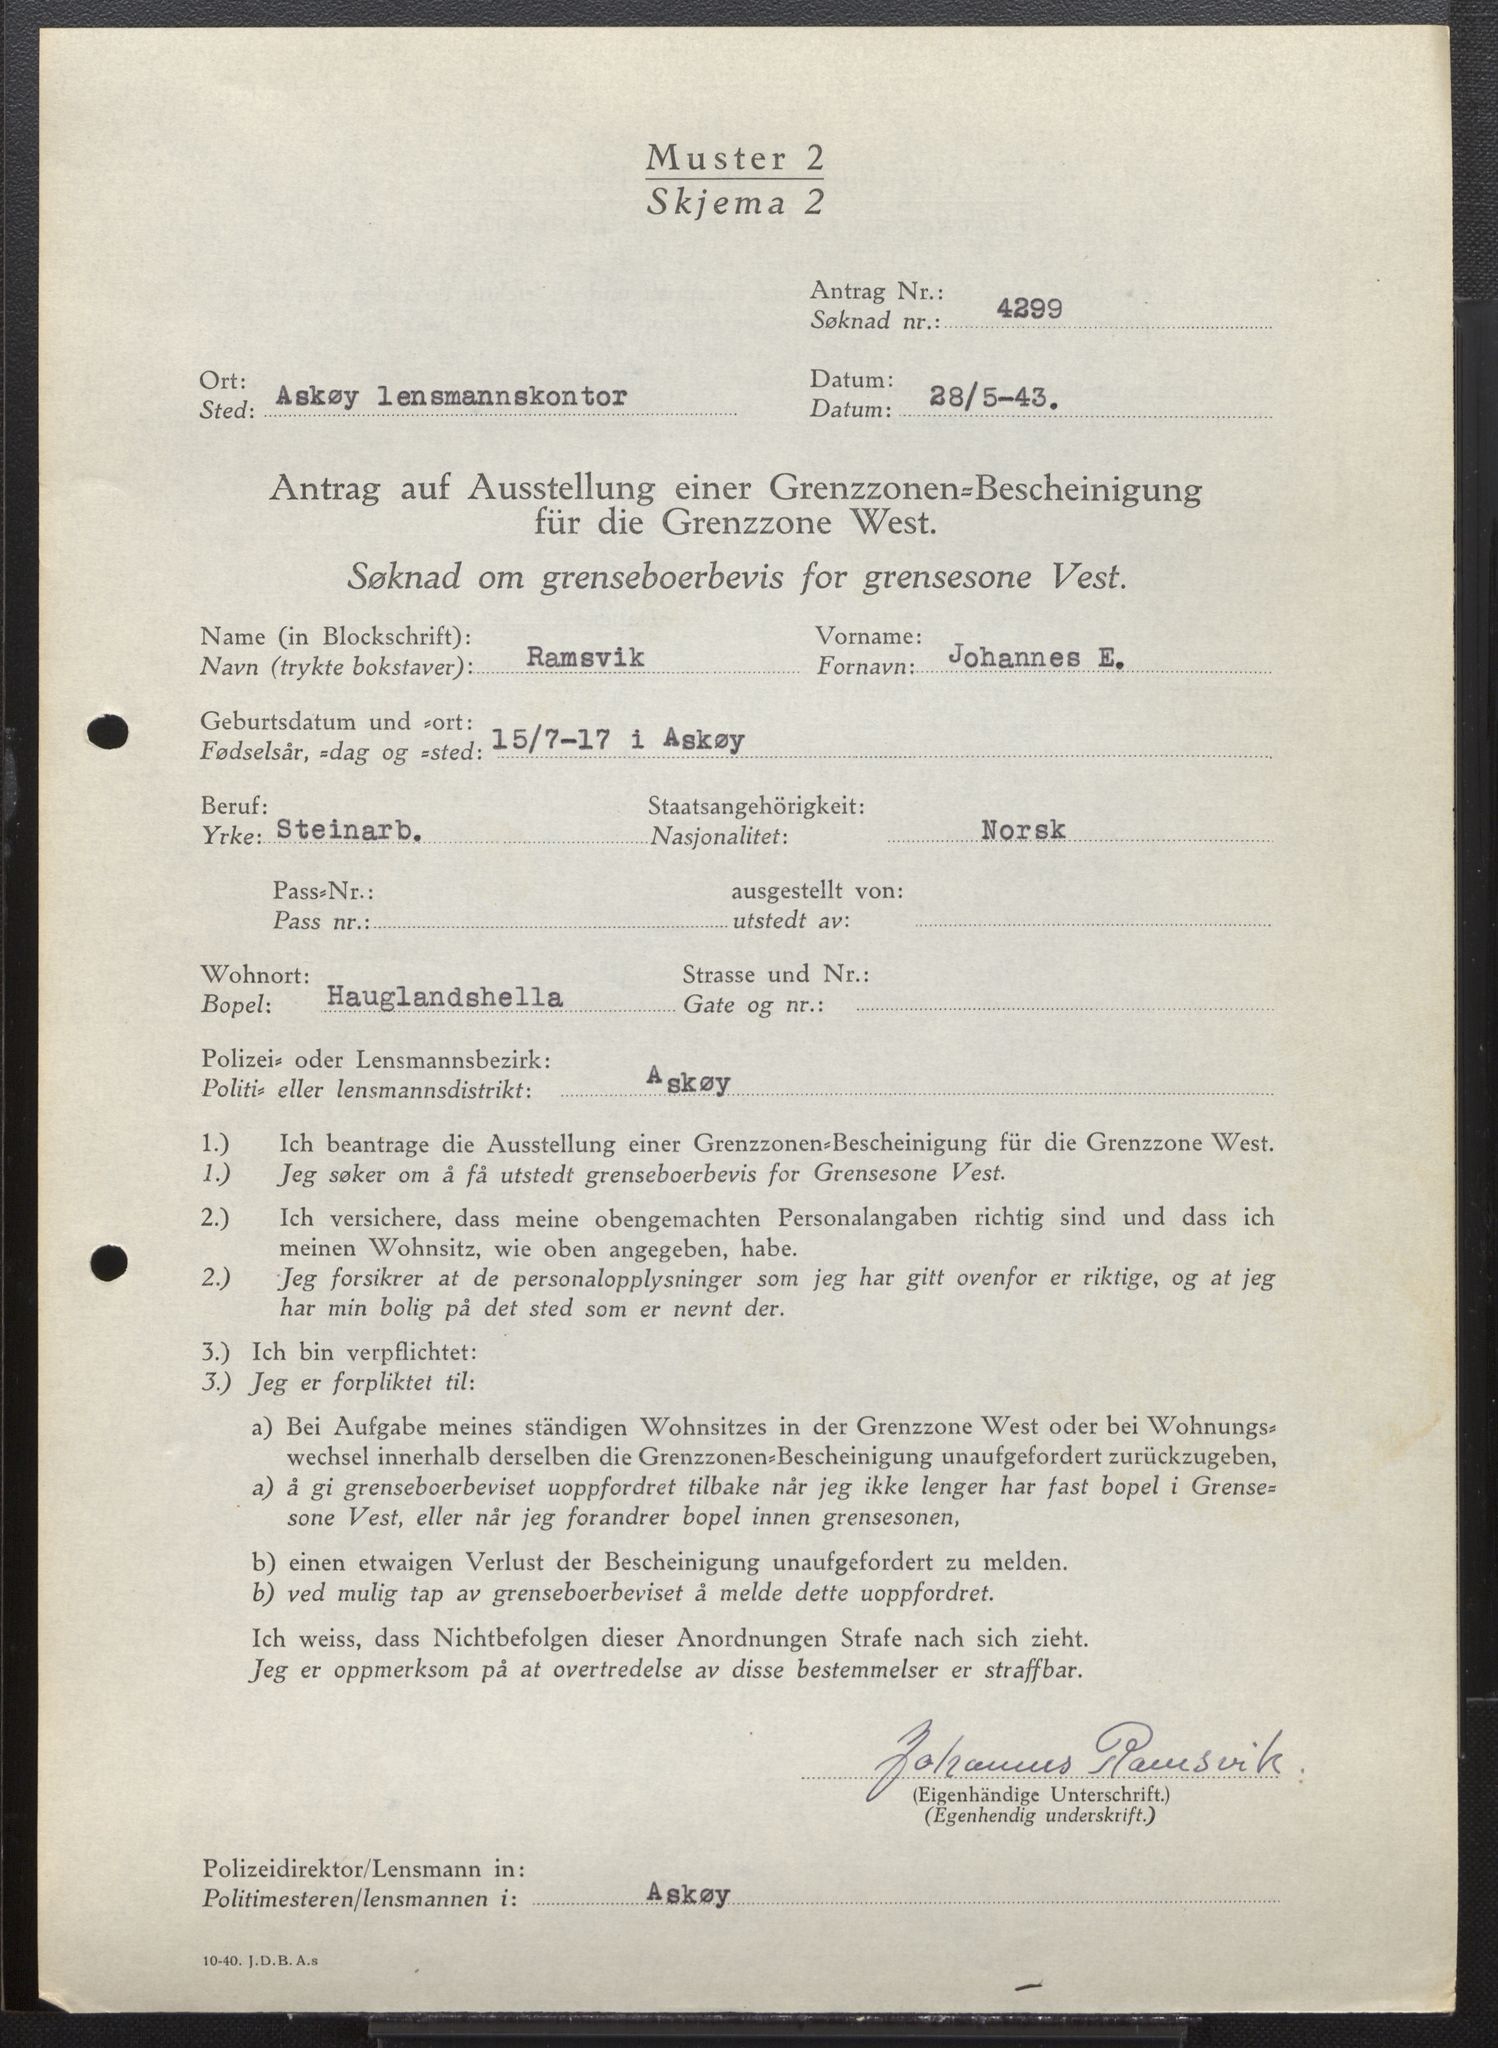 Muster 2
Skjema 2
Antrag Nr.:
Søknad nr.: 4299
Ort:
Sted: Askøy lensmannskontor
Datum:
Datum: 28/5-43.
Antrag auf Ausstellung einer Grenzzonen=Bescheinigung
für die Grenzzone West.
Søknad om grenseboerbevis for grensesone Vest.
Name (in Blockschrift):
Navn (trykte bokstaver): Ramsvik
Vorname:
Fornavn: Johannes E.
Geburtsdatum und =ort:
Fødselsår, =dag og =sted: 15/7-17 i Askøy
Beruf:
Yrke: Steinarb.
Staatsangehörigkeit:
Nasjonalitet: Norsk
Pass=Nr.:
Pass nr.:
ausgestellt von:
utstedt av:
Wohnort:
Bopel: Hauglandshella
Strasse und Nr.:
Gate og nr.:
Polizei= oder Lensmannsbezirk:
Politi= eller lensmannsdistrikt: Askøy
1.) Ich beantrage die Ausstellung einer Grenzzonen=Bescheinigung für die Grenzzone West.
1.) Jeg søker om å få utstedt grenseboerbevis for Grensesone Vest.
2.) Ich versichere, dass meine obengemachten Personalangaben richtig sind und dass ich
meinen Wohnsitz, wie oben angegeben, habe.
2.) Jeg forsikrer at de personalopplysninger som jeg har gitt ovenfor er riktige, og at jeg
har min bolig på det sted som er nevnt der.
3.) Ich bin verpflichtet:
3.) Jeg er forpliktet til:
a) Bei Aufgabe meines ständigen Wohnsitzes in der Grenzzone West oder bei Wohnungs=
wechsel innerhalb derselben die Grenzzonen=Bescheinigung unaufgefordert zurückzugeben,
a) å gi grenseboerbeviset uoppfordret tilbake når jeg ikke lenger har fast bopel i Grense=
sone Vest, eller når jeg forandrer bopel innen grensesonen,
b) einen etwaigen Verlust der Bescheinigung unaufgefordert zu melden.
b) ved mulig tap av grenseboerbeviset å melde dette uoppfordret.
Ich weiss, dass Nichtbefolgen dieser Anordnungen Strafe nach sich zieht.
Jeg er oppmerksom på at overtredelse av disse bestemmelser er straffbar.
Johannes Ramsvik.
(Eigenhändige Unterschrift.)
(Egenhendig underskrift.)
Polizeidirektor/Lensmann in:
Politimesteren/lensmannen i: Askøy
10-40. J.D.B.A.s